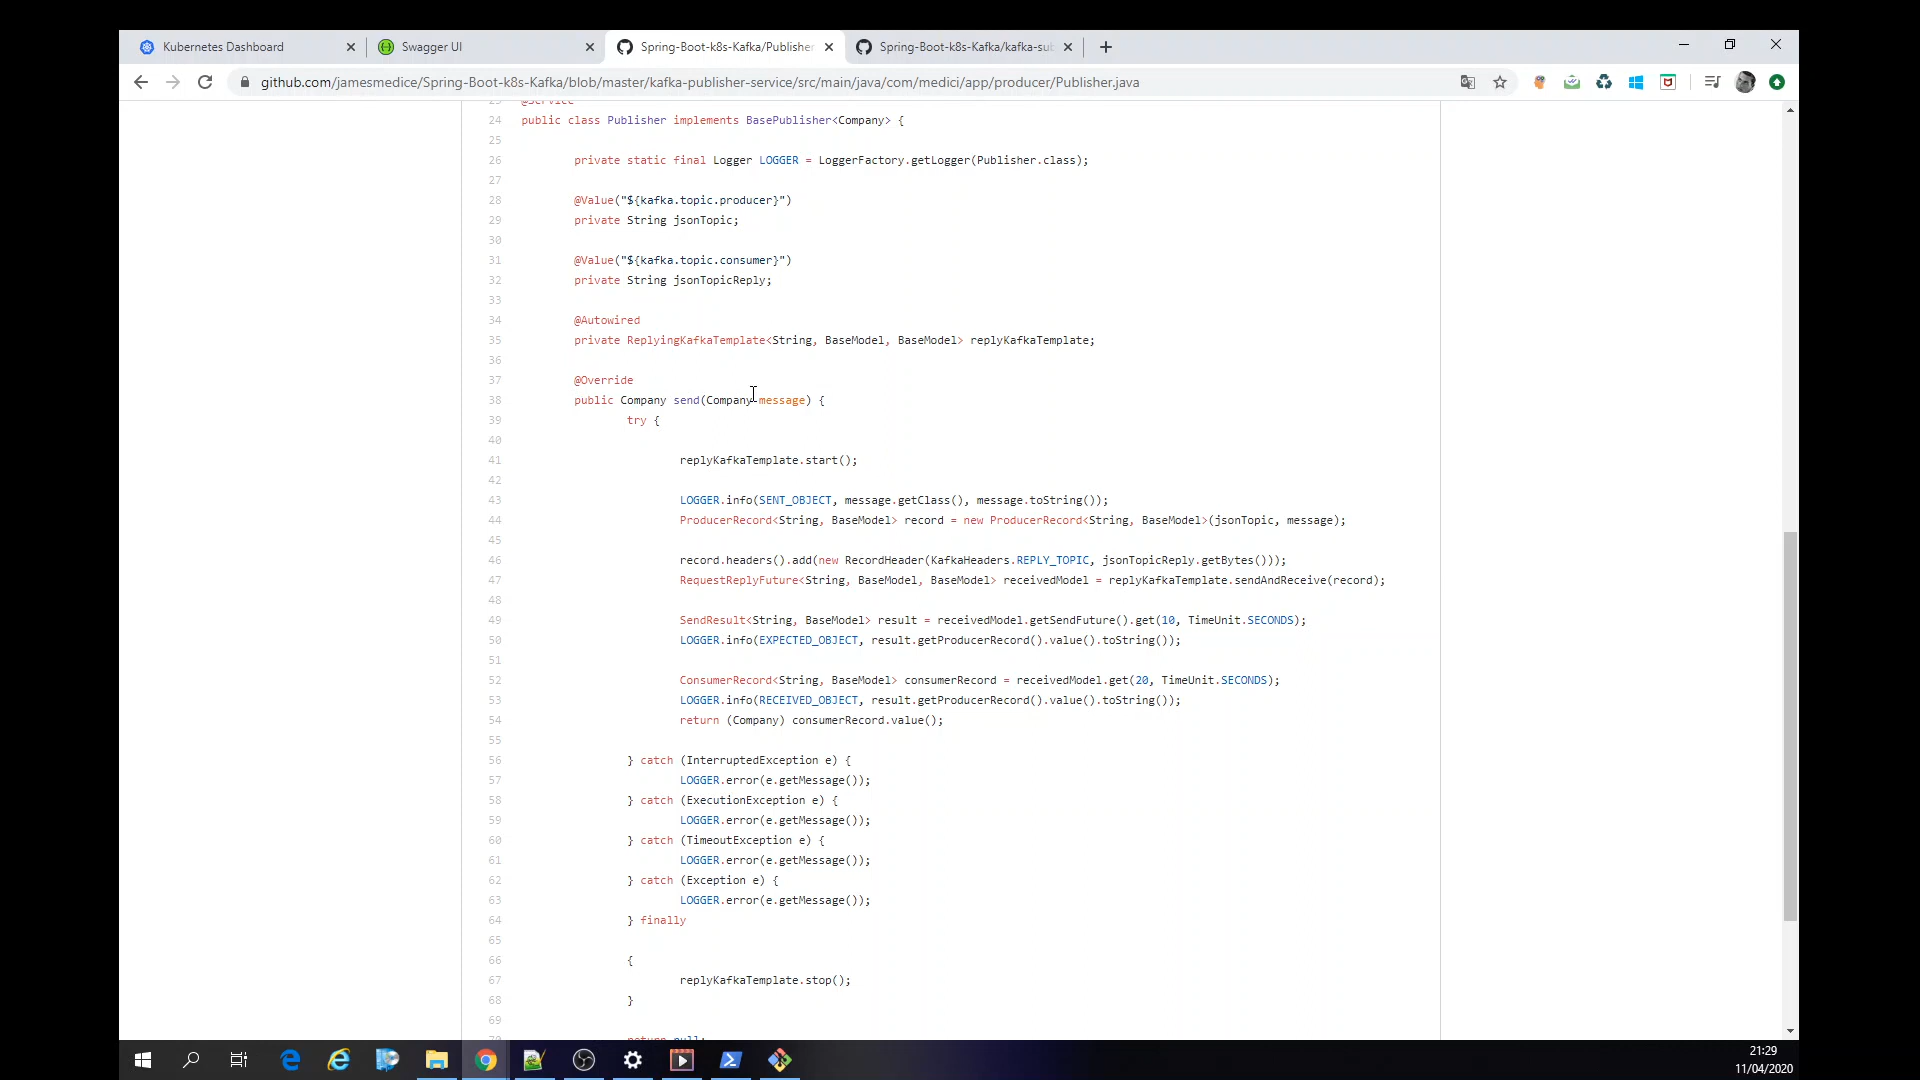 Kubernetes Dashboard
Swagger UI
Spring-Boot-k8s-Kafka/Publisher
Spring-Boot-k8s-Kafka/kafka-sub
github.com/jamesmedice/Spring-Boot-k8s-Kafka/blob/master/kafka-publisher-service/src/main/java/com/medici/app/producer/Publisher.java
23 @Service
24 public class Publisher implements BasePublisher<Company> {
25
26 private static final Logger LOGGER = LoggerFactory.getLogger(Publisher.class);
27
28 @Value("${kafka.topic.producer}")
29 private String jsonTopic;
30
31 @Value("${kafka.topic.consumer}")
32 private String jsonTopicReply;
33
34 @Autowired
35 private ReplyingKafkaTemplate<String, BaseModel, BaseModel> replyKafkaTemplate;
36
37 @Override
38 public Company send(Company message) {
39 try {
40
41 replyKafkaTemplate.start();
42
43 LOGGER.info(SENT_OBJECT, message.getClass(), message.toString());
44 ProducerRecord<String, BaseModel> record = new ProducerRecord<String, BaseModel>(jsonTopic, message);
45
46 record.headers().add(new RecordHeader(KafkaHeaders.REPLY_TOPIC, jsonTopicReply.getBytes()));
47 RequestReplyFuture<String, BaseModel, BaseModel> receivedModel = replyKafkaTemplate.sendAndReceive(record);
48
49 SendResult<String, BaseModel> result = receivedModel.getSendFuture().get(10, TimeUnit.SECONDS);
50 LOGGER.info(EXPECTED_OBJECT, result.getProducerRecord().value().toString());
51
52 ConsumerRecord<String, BaseModel> consumerRecord = receivedModel.get(20, TimeUnit.SECONDS);
53 LOGGER.info(RECEIVED_OBJECT, result.getProducerRecord().value().toString());
54 return (Company) consumerRecord.value();
55
56 } catch (InterruptedException e) {
57 LOGGER.error(e.getMessage());
58 } catch (ExecutionException e) {
59 LOGGER.error(e.getMessage());
60 } catch (TimeoutException e) {
61 LOGGER.error(e.getMessage());
62 } catch (Exception e) {
63 LOGGER.error(e.getMessage());
64 } finally
65
66 {
67 replyKafkaTemplate.stop();
68 }
69
70 return null;
21:29
11/04/2020